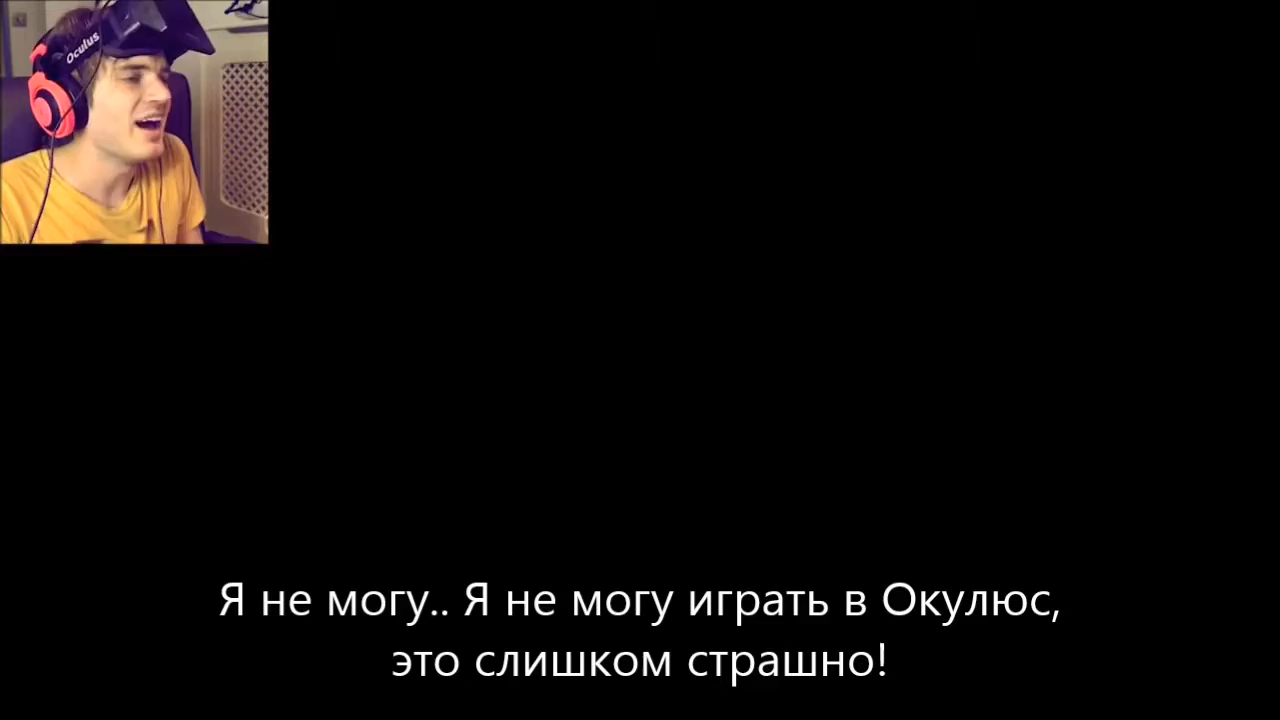 Oculus
Я не могу.. Я не могу играть в Окулюс,
это слишком страшно!